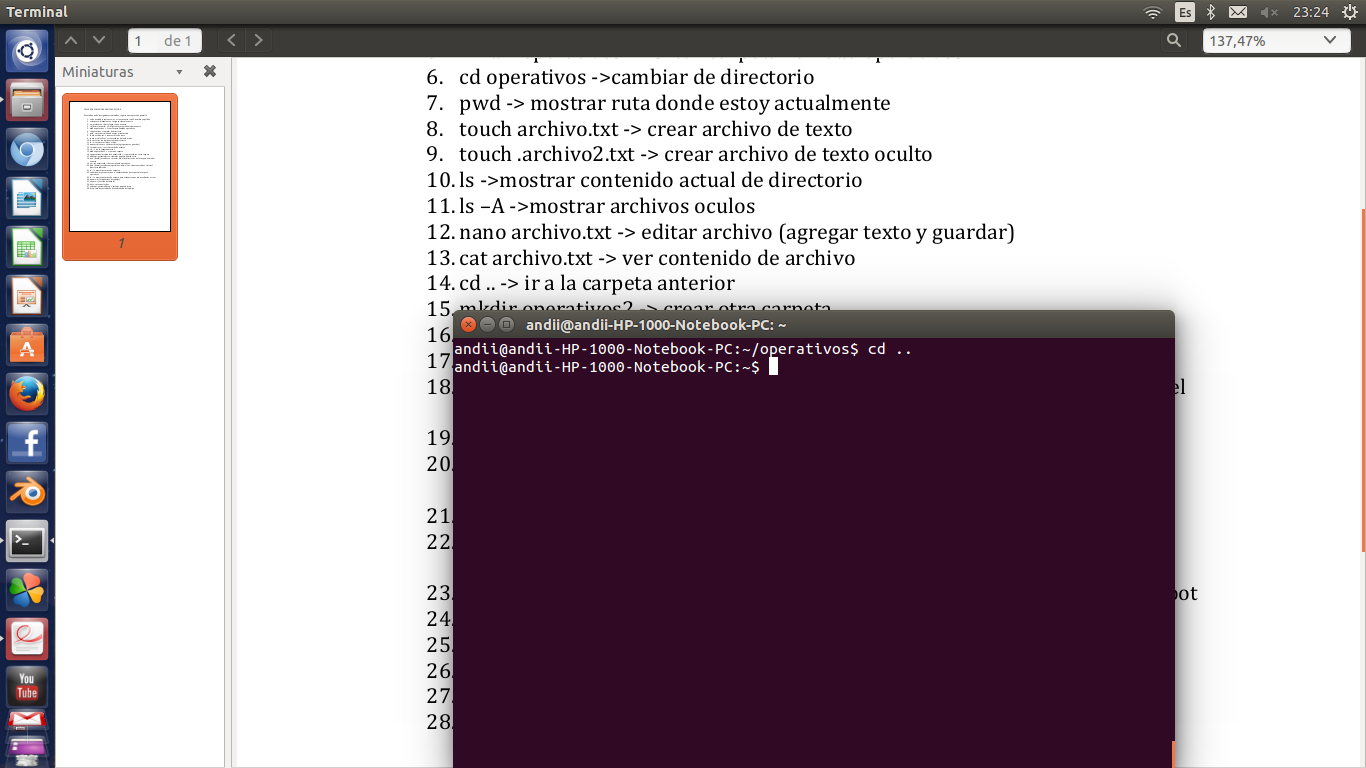 Terminal
Es
23:24
1 de 1
137,47%
Miniaturas
1
6. cd operativos ->cambiar de directorio
7. pwd -> mostrar ruta donde estoy actualmente
8. touch archivo.txt -> crear archivo de texto
9. touch .archivo2.txt -> crear archivo de texto oculto
10. ls ->mostrar contenido actual de directorio
11. ls –A ->mostrar archivos oculos
12. nano archivo.txt -> editar archivo (agregar texto y guardar)
13. cat archivo.txt -> ver contenido de archivo
14. cd .. -> ir a la carpeta anterior
15. mkdir operativos2 -> crear otra carpeta
andii@andii-HP-1000-Notebook-PC: ~
andii@andii-HP-1000-Notebook-PC:~/operativos$ cd ..
andii@andii-HP-1000-Notebook-PC:~$
16.
17.
18. el
19.
20.
21.
22.
23. oot
24.
25.
26.
27.
28.
You
Tube